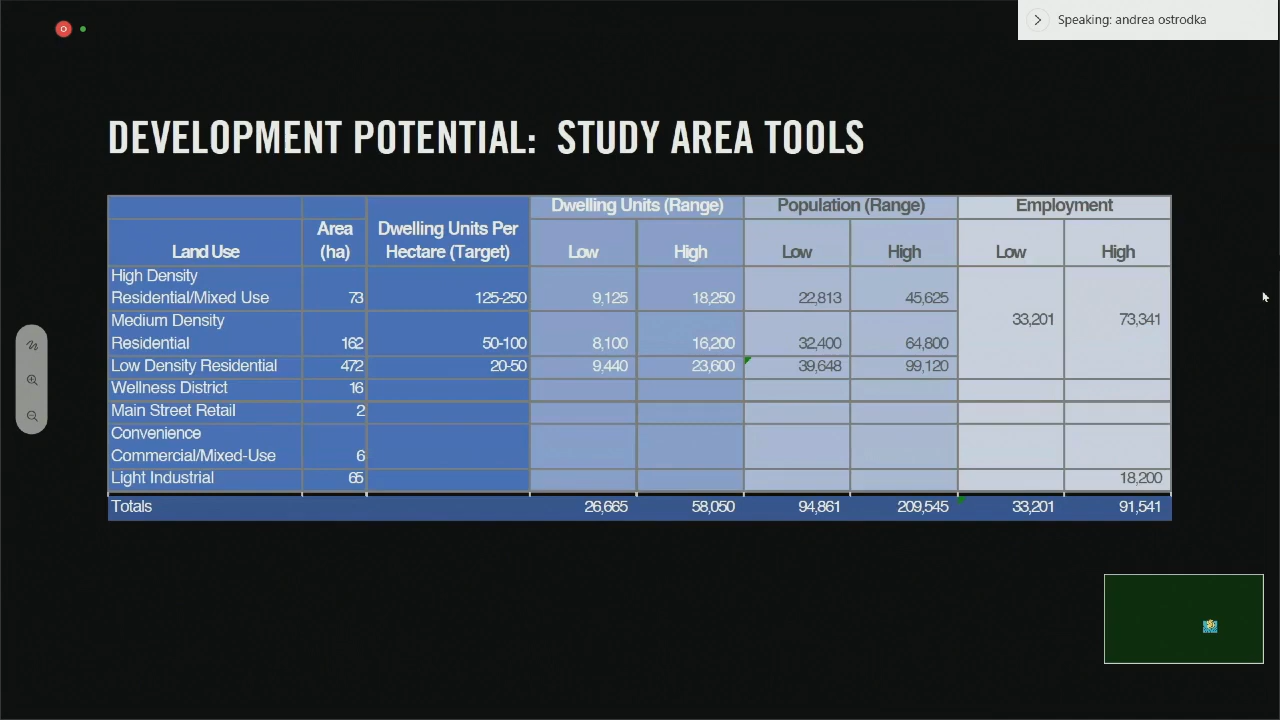 Speaking: andrea ostrodka
DEVELOPMENT POTENTIAL: STUDY AREA TOOLS
Dwelling Units (Range) Population (Range) Employment
Area Dwelling Units Per
Land Use (ha) Hectare (Target) Low High Low High Low High
High Density
Residential/Mixed Use 73 125-250 9,125 18,250 22,813 45,625
Medium Density 33,201 73,341
Residential 162 50-100 8,100 16,200 32,400 64,800
Low Density Residential 472 20-50 9,440 23,600 39,648 99,120
Wellness District 16
Main Street Retail 2
Convenience
Commercial/Mixed-Use 6
Light Industrial 65 18,200
Totals 26,665 58,050 94,861 209,545 33,201 91,541